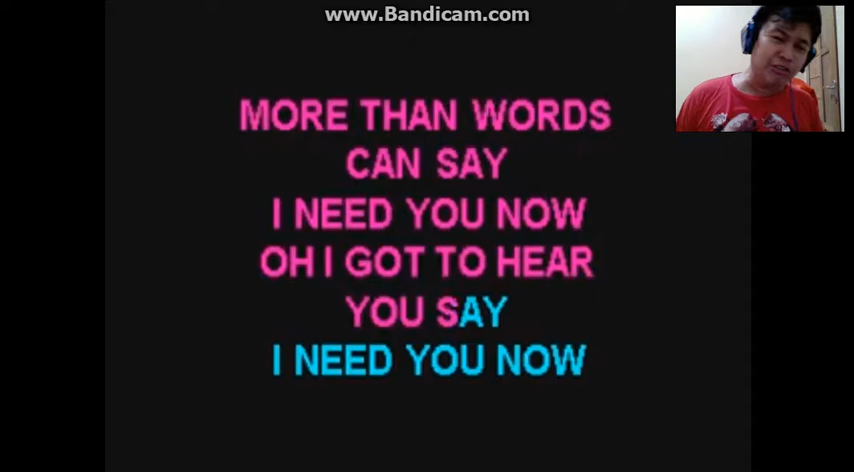 www.Bandicam.com
MORE THAN WORDS
CAN SAY
I NEED YOU NOW
OH I GOT TO HEAR
YOU SAY
I NEED YOU NOW